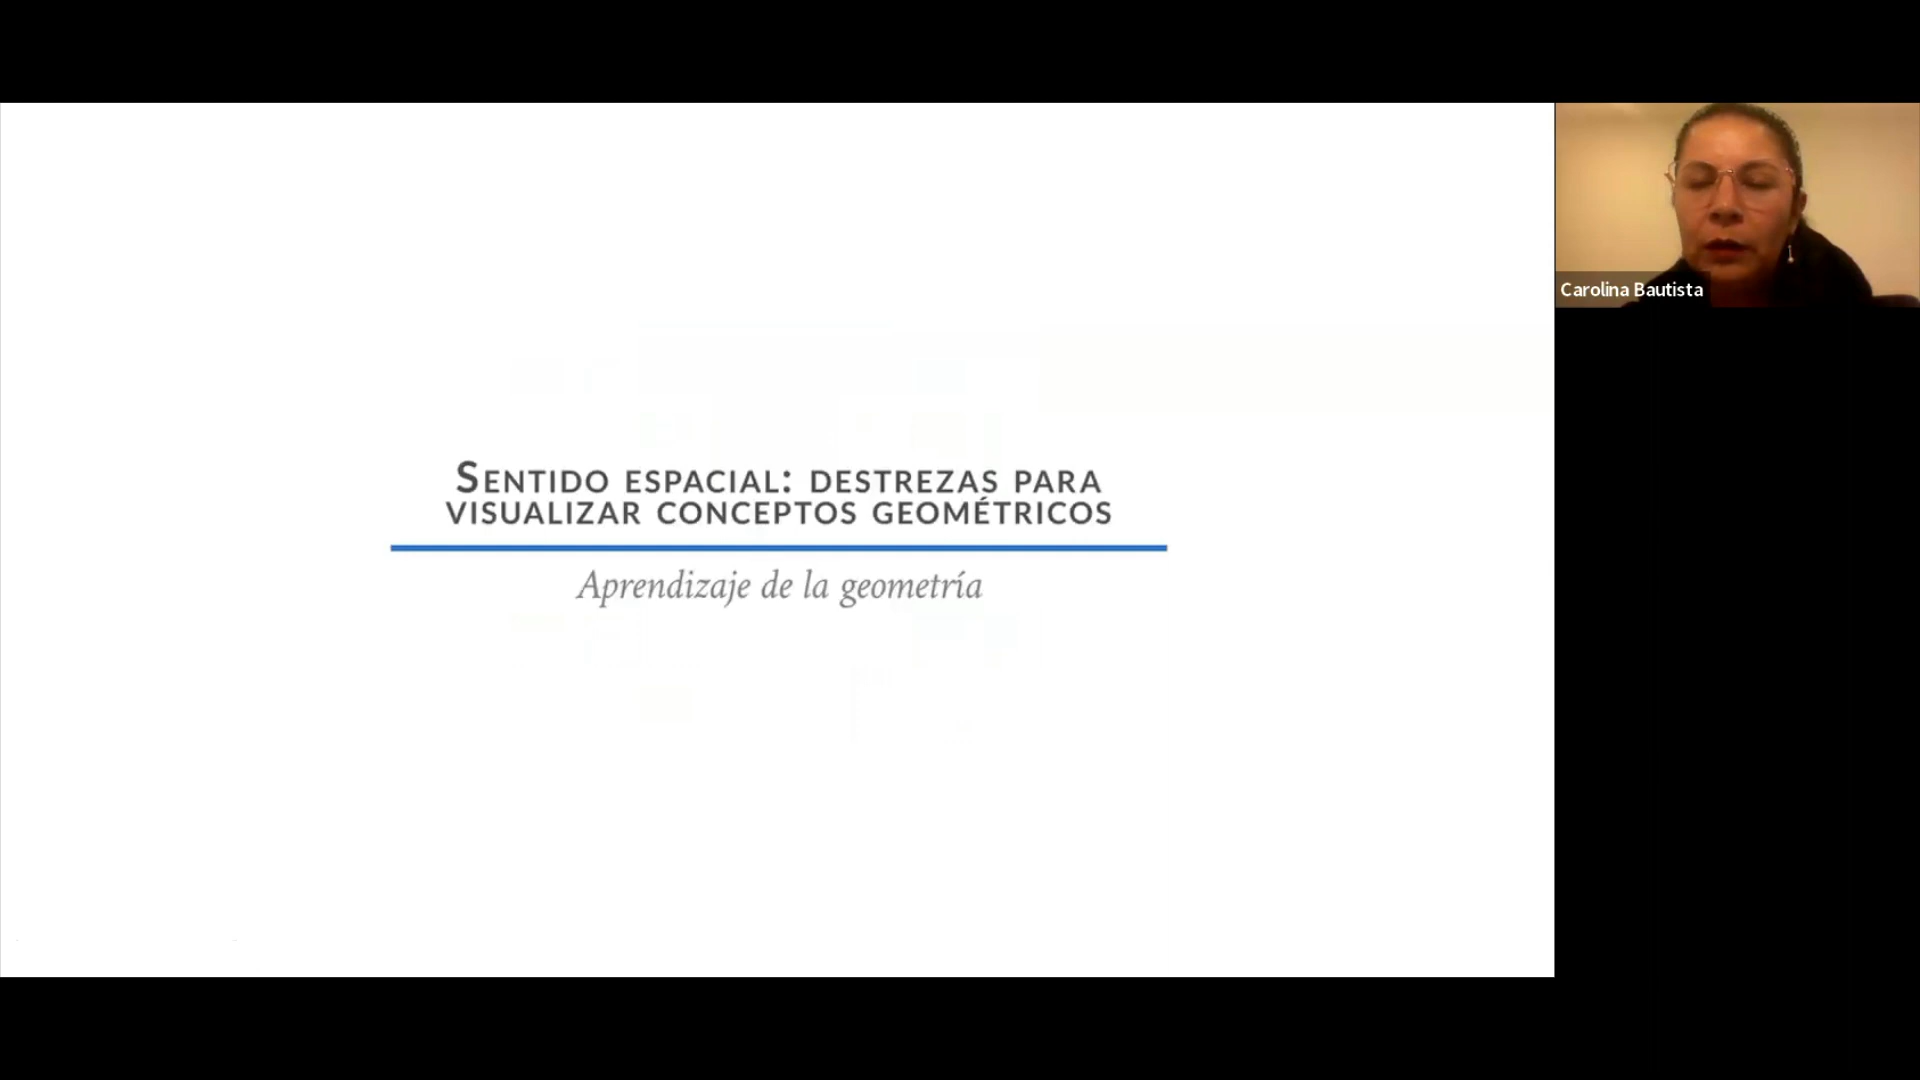 Sentido espacial: destrezas para
visualizar conceptos geométricos
Aprendizaje de la geometría
Carolina Bautista